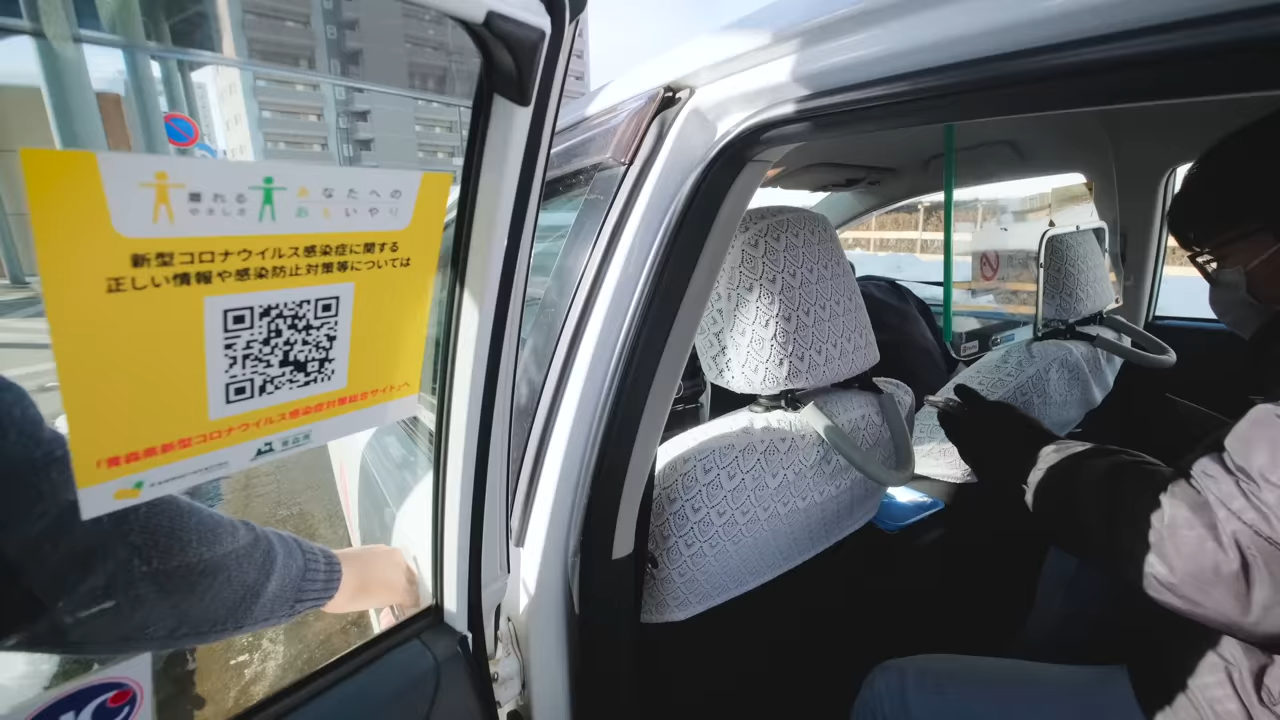 離れる あなたへの
やさしさ おもいやり
新型コロナウイルス感染症に関する
正しい情報や感染防止対策等については
「青森県新型コロナウイルス感染症対策総合サイト」へ
青森県